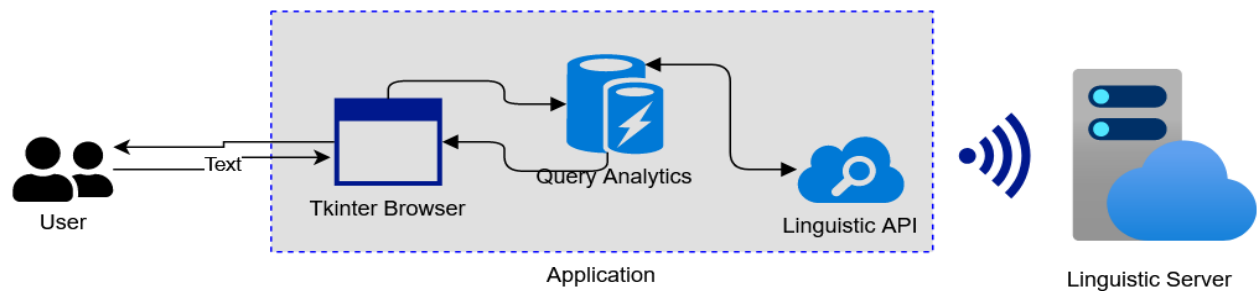 Text
Query Analytics
User
Tkinter Browser
Linguistic API
Application
Linguistic Server